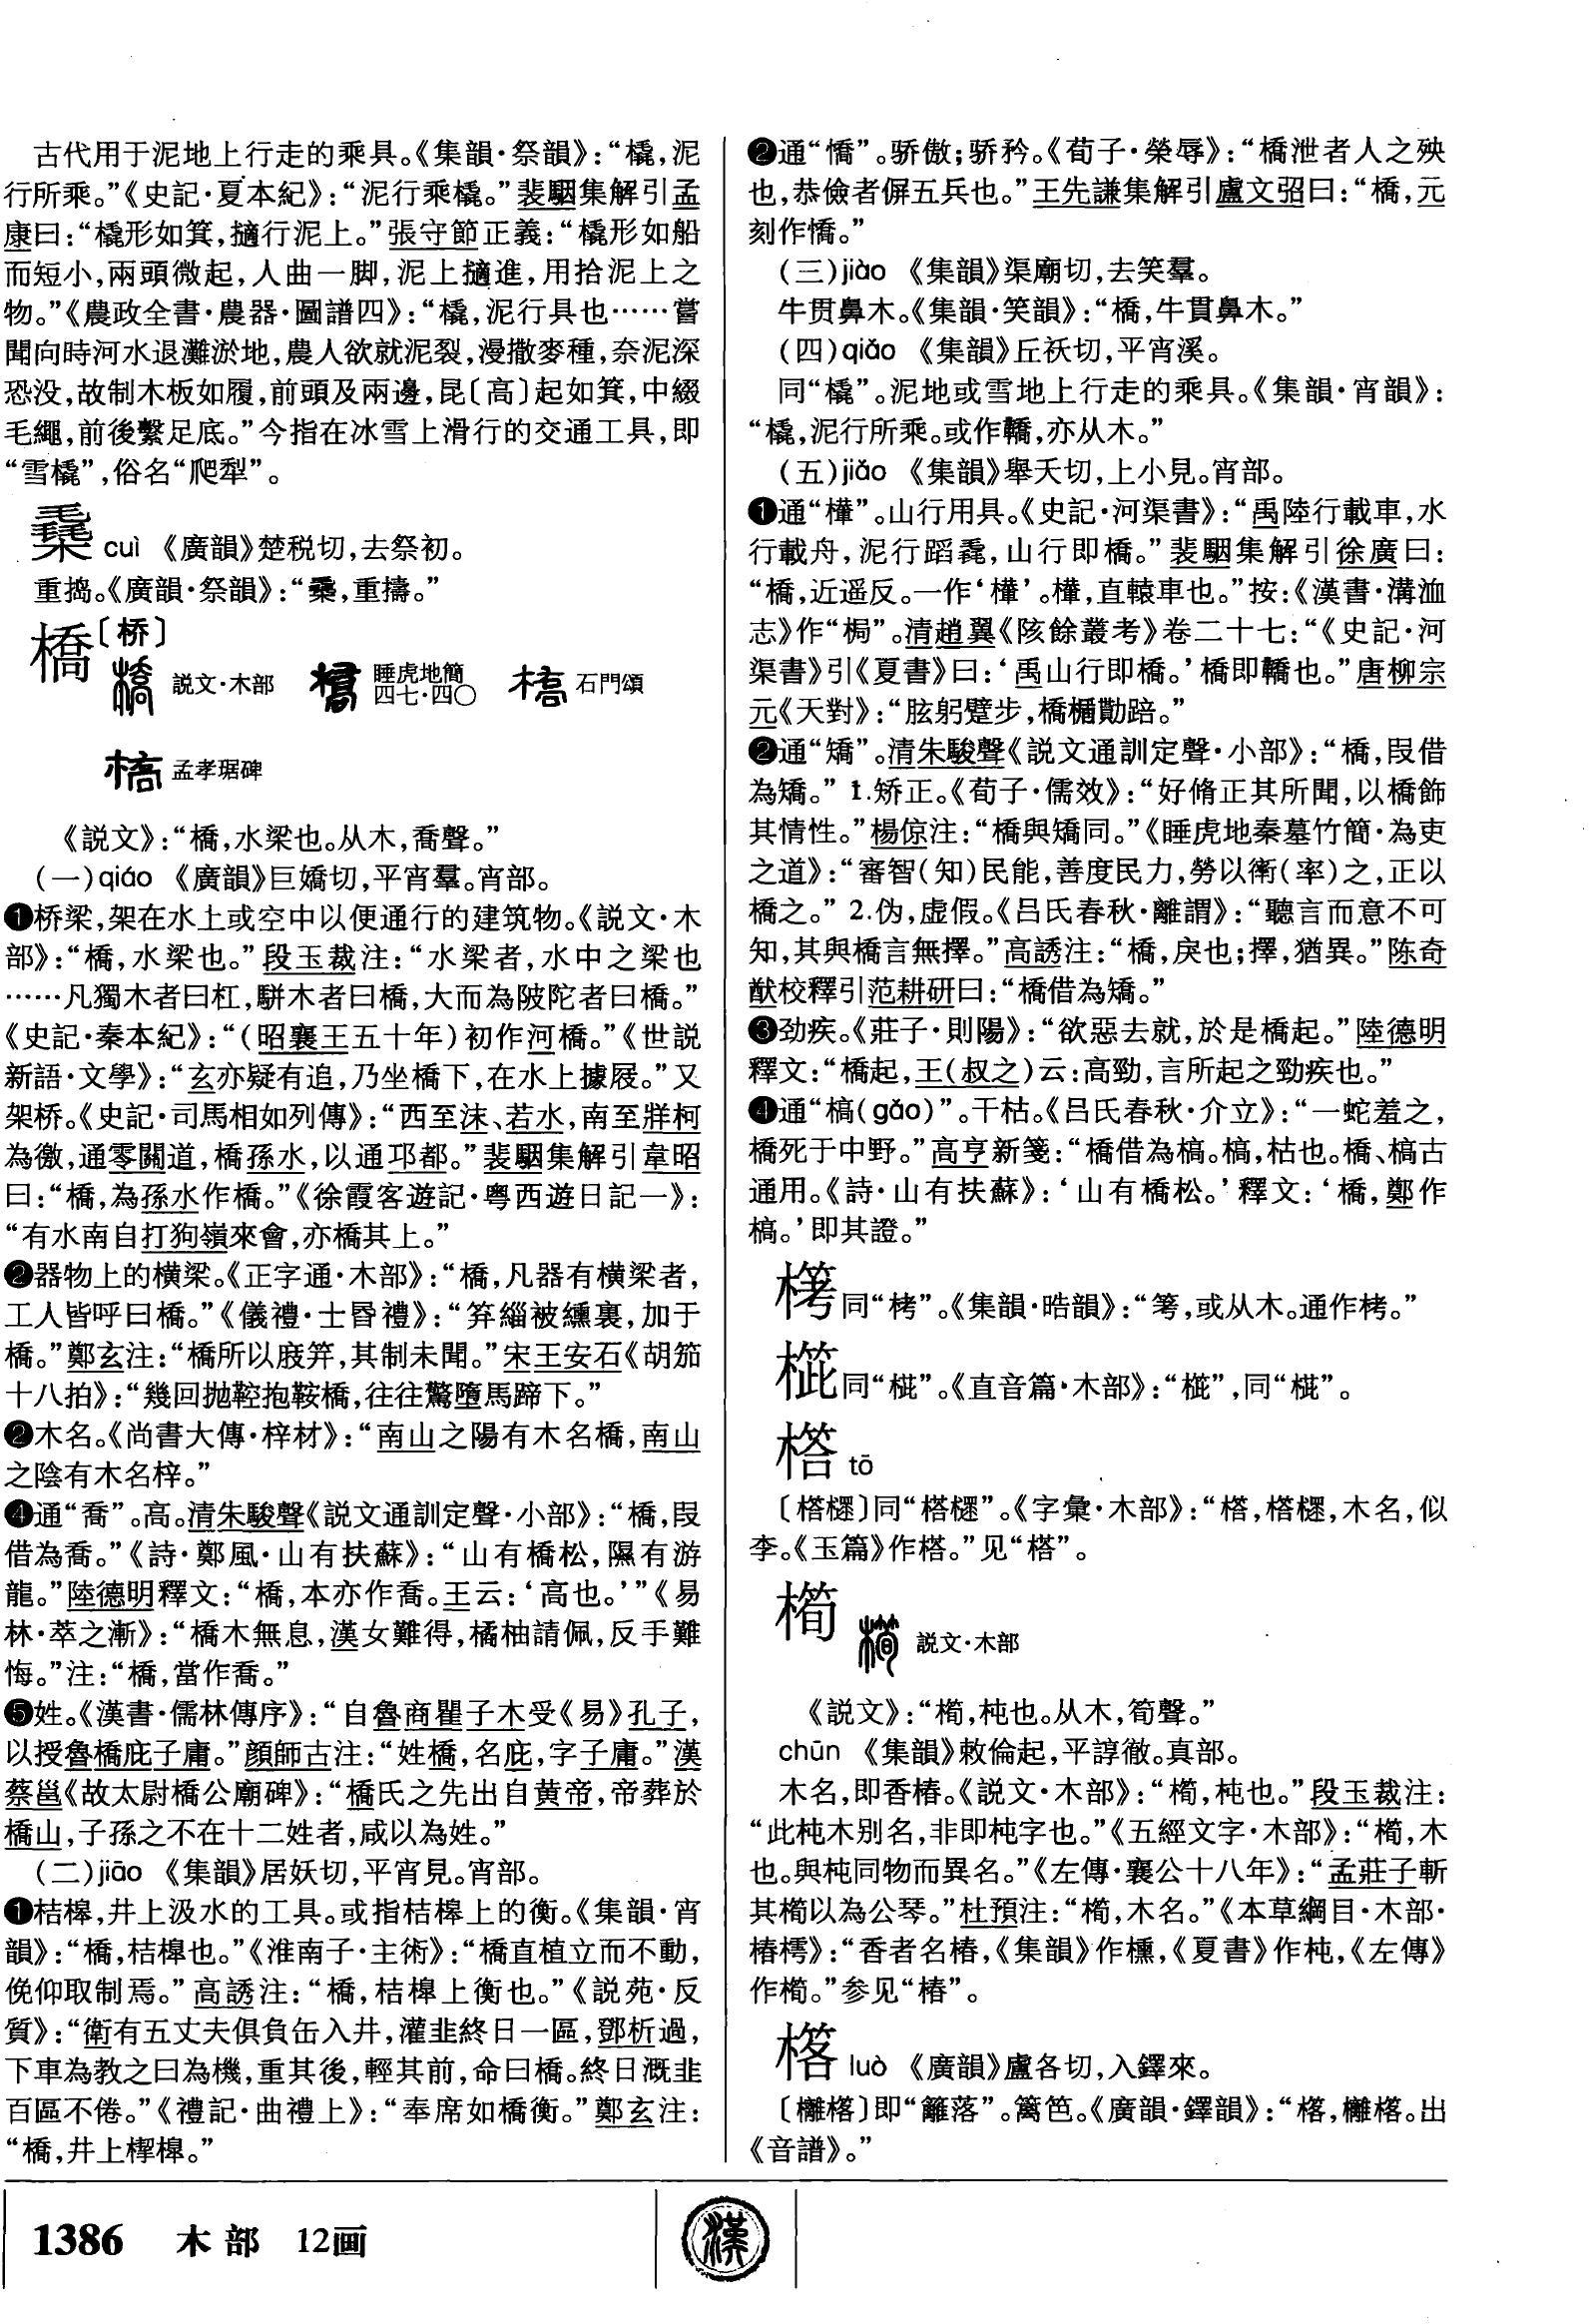 古代用于泥地上行走的乘具。《集韻·祭韻》：“橇，泥
行所乘。”《史記·夏本紀》：“泥行乘橇。”裴駰集解引孟
康曰：“橇形如箕，擿行泥上。”張守節正義：“橇形如船
而短小，兩頭微起，人曲一脚，泥上擿進，用拾泥上之
物。”《農政全書·農器·圖譜四》：“橇，泥行具也……嘗
聞向時河水退灘淤地，農人欲就泥裂，漫撒麥種，奈泥深
恐没，故制木板如履，前頭及兩邊，昆〔高〕起如箕，中綴
毛繩，前後繫足底。”今指在冰雪上滑行的交通工具，即
“雪橇”，俗名“爬犁”。
cuì 《廣韻》楚税切，去祭初。
重捣。《廣韻·祭韻》：“，重擣。”
橋〔桥〕
説文·木部 睡虎地簡四七·四〇 石門頌
孟孝琚碑
《説文》：“橋，水梁也。从木，喬聲。”
（一）qiáo 《廣韻》巨嬌切，平宵羣。宵部。
❶桥梁，架在水上或空中以便通行的建筑物。《説文·木
部》：“橋，水梁也。”段玉裁注：“水梁者，水中之梁也
……凡獨木者曰杠，駢木者曰橋，大而為陂陀者曰橋。”
《史記·秦本紀》：“（昭襄王五十年）初作河橋。”《世説
新語·文學》：“玄亦疑有追，乃坐橋下，在水上據屐。”又
架桥。《史記·司馬相如列傳》：“西至沬、若水，南至牂柯
為徼，通零關道，橋孫水，以通邛都。”裴駰集解引韋昭
曰：“橋，為孫水作橋。”《徐霞客遊記·粤西遊日記一》：
“有水南自打狗嶺來會，亦橋其上。”
❷器物上的横梁。《正字通·木部》：“橋，凡器有横梁者，
工人皆呼曰橋。”《儀禮·士昏禮》：“笲緇被纁裏，加于
橋。”鄭玄注：“橋所以庪笲，其制未聞。”宋王安石《胡笳
十八拍》：“幾回抛鞚抱鞍橋，往往驚墮馬蹄下。”
❷木名。《尚書大傳·梓材》：“南山之陽有木名橋，南山
之陰有木名梓。”
❹通“喬”。高。清朱駿聲《説文通訓定聲·小部》：“橋，叚
借為喬。”《詩·鄭風·山有扶蘇》：“山有橋松，隰有游
龍。”陸德明釋文：“橋，本亦作喬。王云：‘高也。’”《易
林·萃之漸》：“橋木無息，漢女難得，橘柚請佩，反手難
悔。”注：“橋，當作喬。”
❺姓。《漢書·儒林傳序》：“自魯商瞿子木受《易》孔子，
以授魯橋庇子庸。”顔師古注：“姓橋，名庇，字子庸。”漢
蔡邕《故太尉橋公廟碑》：“橋氏之先出自黄帝，帝葬於
橋山，子孫之不在十二姓者，咸以為姓。”
（二）jiāo 《集韻》居妖切，平宵見。宵部。
❶桔槔，井上汲水的工具。或指桔槔上的衡。《集韻·宵
韻》：“橋，桔槔也。”《淮南子·主術》：“橋直植立而不動，
俛仰取制焉。”高誘注：“橋，桔槔上衡也。”《説苑·反
質》：“衛有五丈夫俱負缶入井，灌韭終日一區，鄧析過，
下車為教之曰為機，重其後，輕其前，命曰橋。終日溉韭
百區不倦。”《禮記·曲禮上》：“奉席如橋衡。”鄭玄注：
“橋，井上㮮槔。”
❷通“憍”。骄傲；骄矜。《荀子·榮辱》：“橋泄者人之殃
也，恭儉者偋五兵也。”王先謙集解引盧文弨曰：“橋，元
刻作憍。”
（三）jiào 《集韻》渠廟切，去笑羣。
牛贯鼻木。《集韻·笑韻》：“橋，牛貫鼻木。”
（四）qiāo 《集韻》丘祅切，平宵溪。
同“橇”。泥地或雪地上行走的乘具。《集韻·宵韻》：
“橇，泥行所乘。或作轎，亦从木。”
（五）jiǎo 《集韻》舉夭切，上小見。宵部。
❶通“檋”。山行用具。《史記·河渠書》：“禹陸行載車，水
行載舟，泥行蹈毳，山行即橋。”裴駰集解引徐廣曰：
“橋，近遥反。一作‘檋’。檋，直轅車也。”按：《漢書·溝洫
志》作“梮”。清趙翼《陔餘叢考》卷二十七：“《史記·河
渠書》引《夏書》曰：‘禹山行即橋。’橋即轎也。”唐柳宗
元《天對》：“胘躬躄步，橋楯勩踣。”
❷通“矯”。清朱駿聲《説文通訓定聲·小部》：“橋，叚借
為矯。” 1.矫正。《荀子·儒效》：“好脩正其所聞，以橋飾
其情性。”楊倞注：“橋與矯同。”《睡虎地秦墓竹簡·為吏
之道》：“審智（知）民能，善度民力，勞以衛（率）之，正以
橋之。” 2.伪，虚假。《吕氏春秋·離謂》：“聽言而意不可
知，其與橋言無擇。”高誘注：“橋，戾也；擇，猶異。”陈奇
猷校釋引范耕研曰：“橋借為矯。”
❸劲疾。《莊子·則陽》：“欲惡去就，於是橋起。”陸德明
釋文：“橋起，王（叔之）云：高勁，言所起之勁疾也。”
❹通“槁(gǎo)”。干枯。《吕氏春秋·介立》：“一蛇羞之，
橋死于中野。”高亨新箋：“橋借為槁。槁，枯也。橋、槁古
通用。《詩·山有扶蘇》：‘山有橋松。’釋文：‘橋，鄭作
槁。’即其證。”
同“栲”。《集韻·晧韻》：“，或从木。通作栲。”
同“”。《直音篇·木部》：“”，同“”。
tō
〔〕同“”。《字彙·木部》：“，木名，似
李。《玉篇》作榙。”见“榙”。
橁
説文·木部
《説文》：“橁，杶也。从木，筍聲。”
chūn 《集韻》敕倫起，平諄徹。真部。
木名，即香椿。《説文·木部》：“橁，杶也。”段玉裁注：
“此杶木别名，非即杶字也。”《五經文字·木部》：“橁，木
也。與杶同物而異名。”《左傳·襄公十八年》：“孟莊子斬
其橁以為公琴。”杜預注：“橁，木名。”《本草綱目·木部·
椿樗》：“香者名椿，《集韻》作櫄，《夏書》作杶，《左傳》
作橁。”参见“椿”。
luò 《廣韻》盧各切，入鐸來。
〔〕即“籬落”。篱笆。《廣韻·鐸韻》：“。出
《音譜》。”
1386 木部 12画
漢